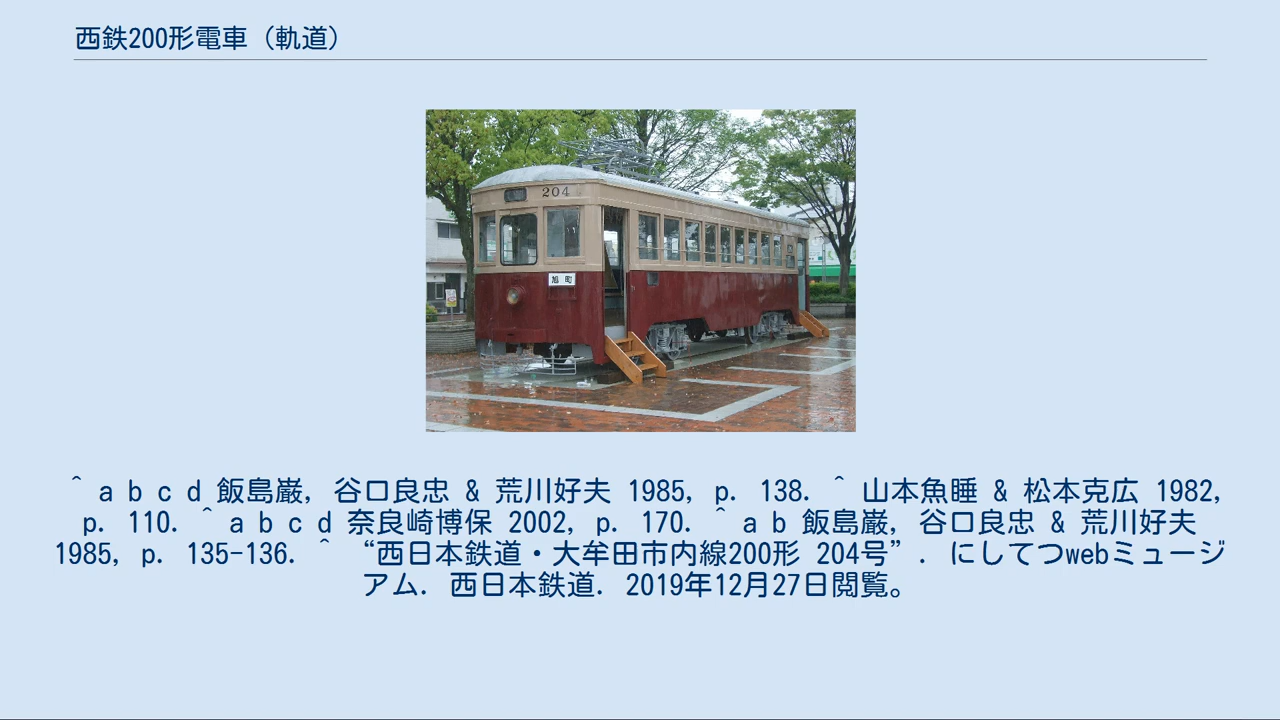 西鉄200形電車（軌道）
204
旭町
^ a b c d 飯島巌, 谷口良忠 & 荒川好夫 1985, p. 138. ^ 山本魚睡 & 松本克広 1982,
p. 110. ^ a b c d 奈良崎博保 2002, p. 170. ^ a b 飯島巌, 谷口良忠 & 荒川好夫
1985, p. 135-136. ^ “西日本鉄道・大牟田市内線200形 204号”. にしてつwebミュージ
アム. 西日本鉄道. 2019年12月27日閲覧。